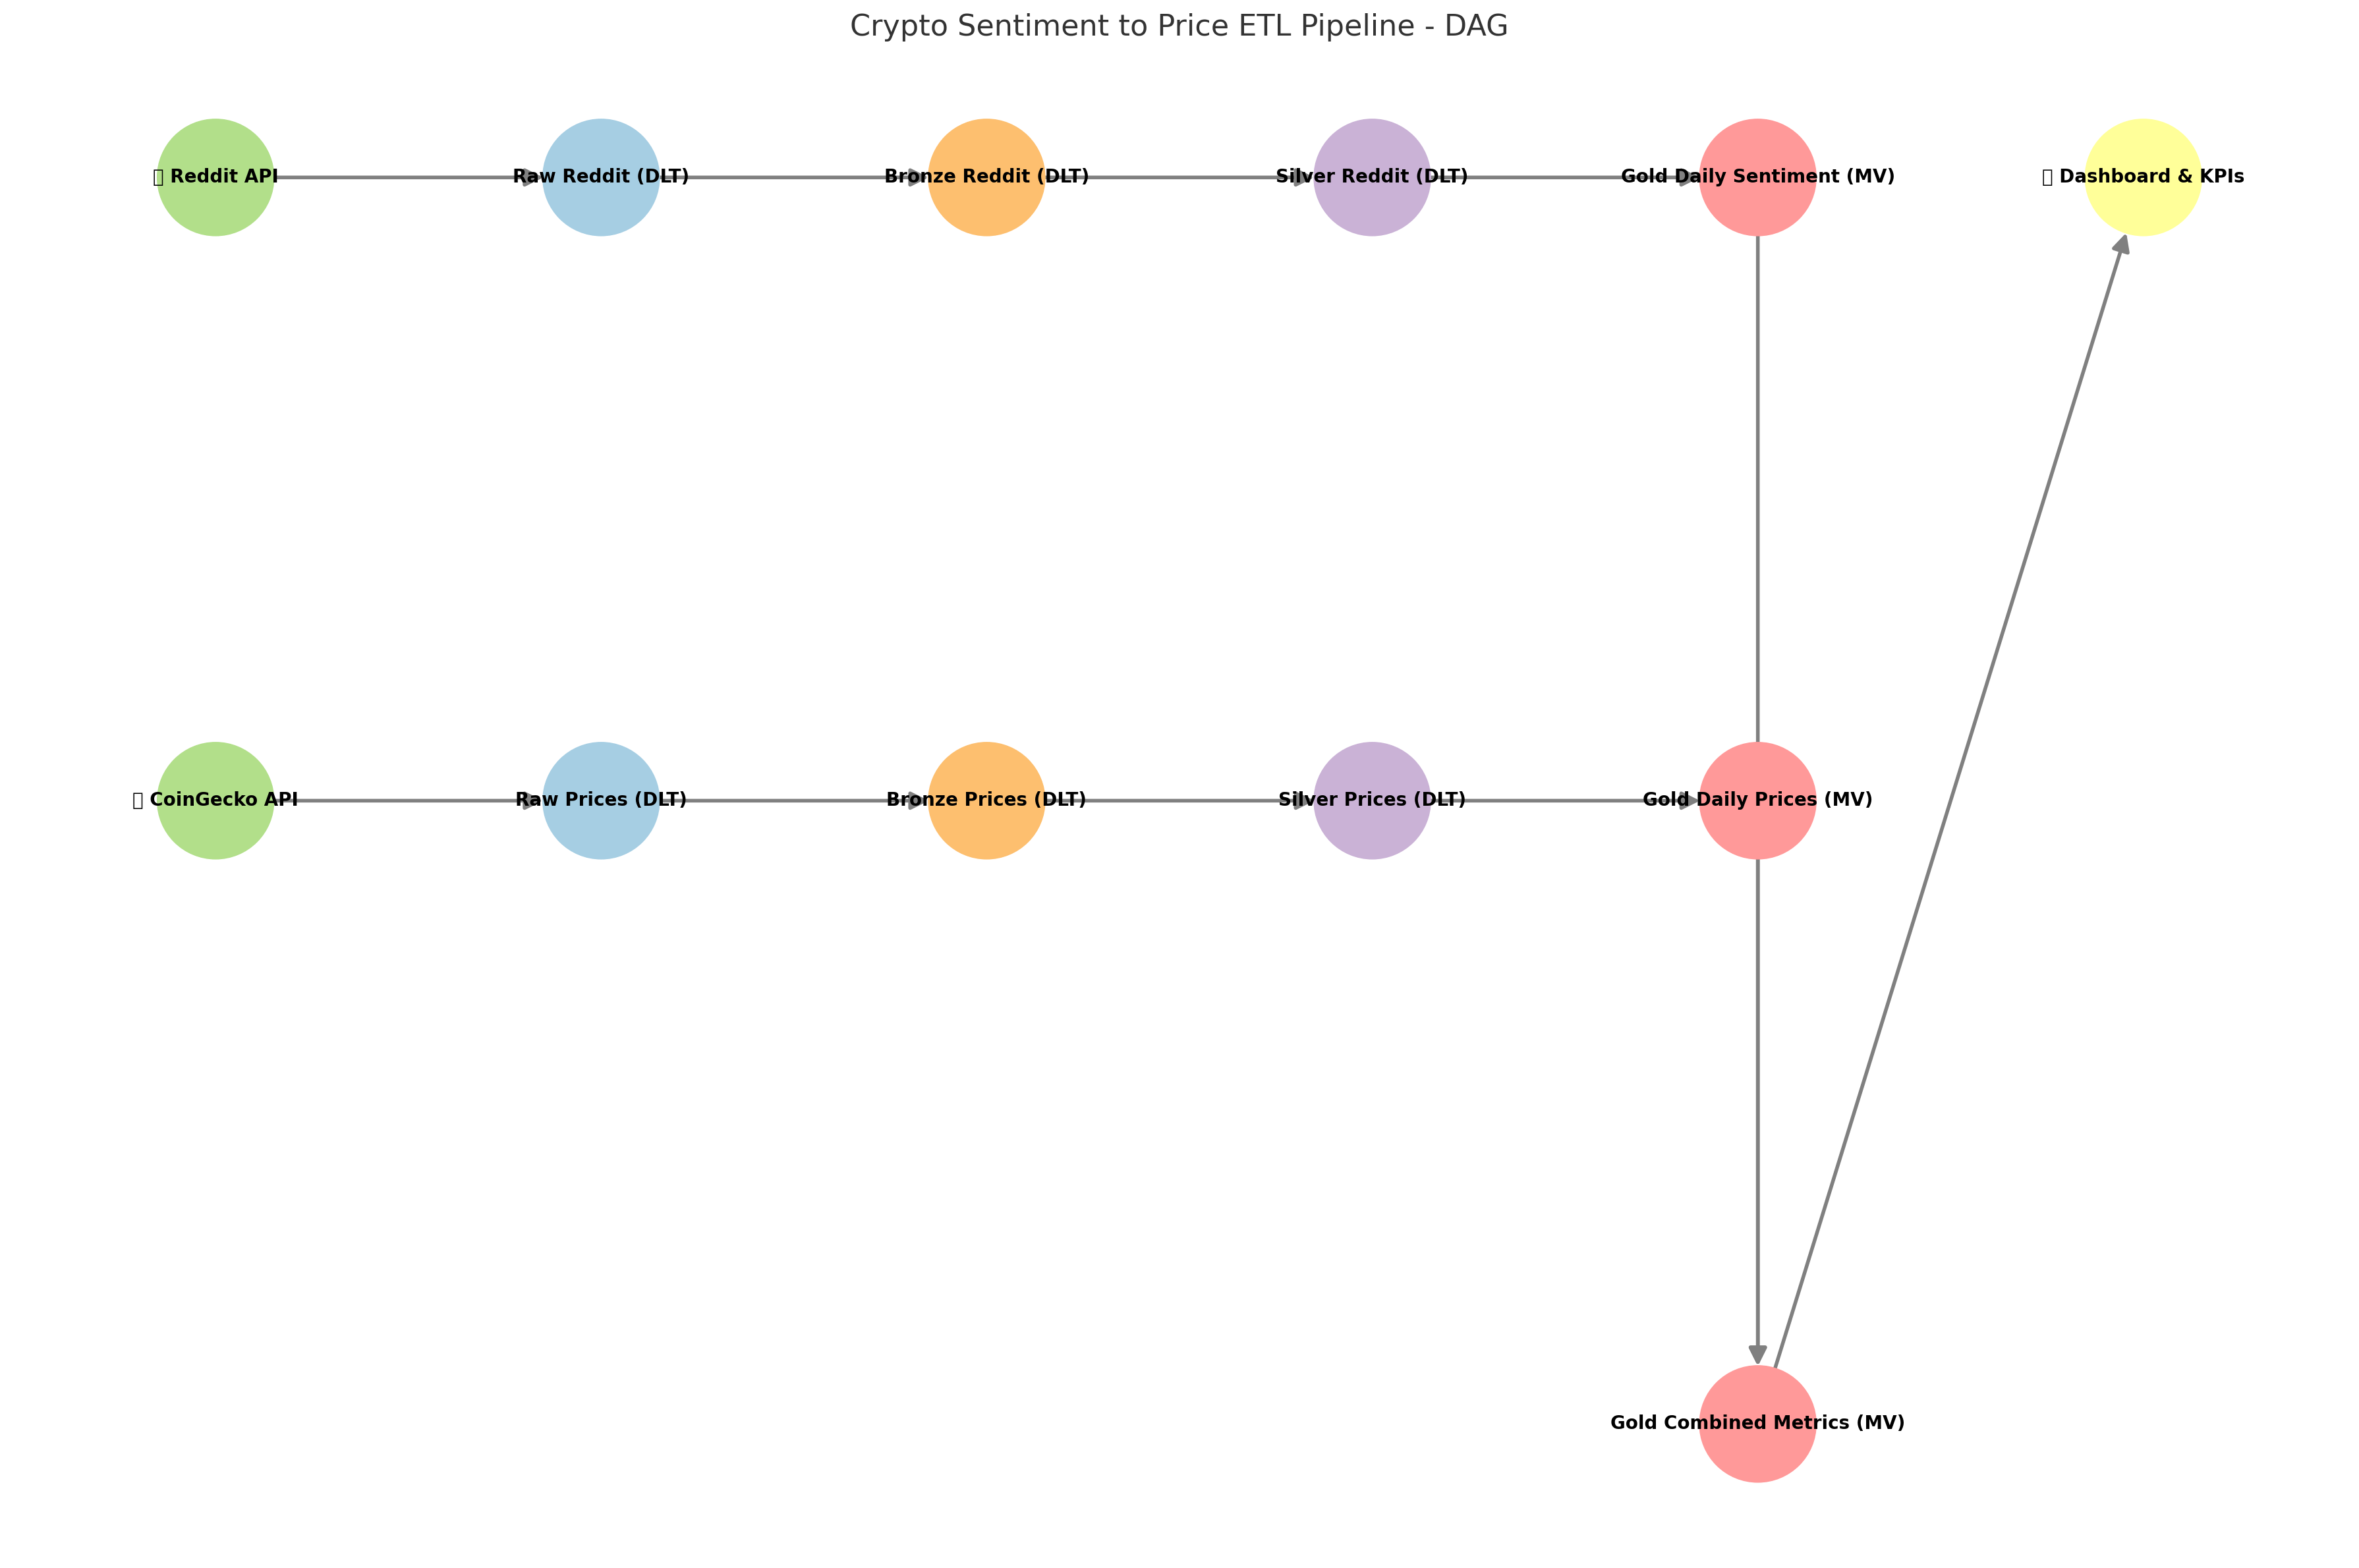 Crypto Sentiment to Price ETL Pipeline - DAG
Reddit API
Raw Reddit (DLT)
Bronze Reddit (DLT)
Silver Reddit (DLT)
Gold Daily Sentiment (MV)
Dashboard & KPIs
CoinGecko API
Raw Prices (DLT)
Bronze Prices (DLT)
Silver Prices (DLT)
Gold Daily Prices (MV)
Gold Combined Metrics (MV)